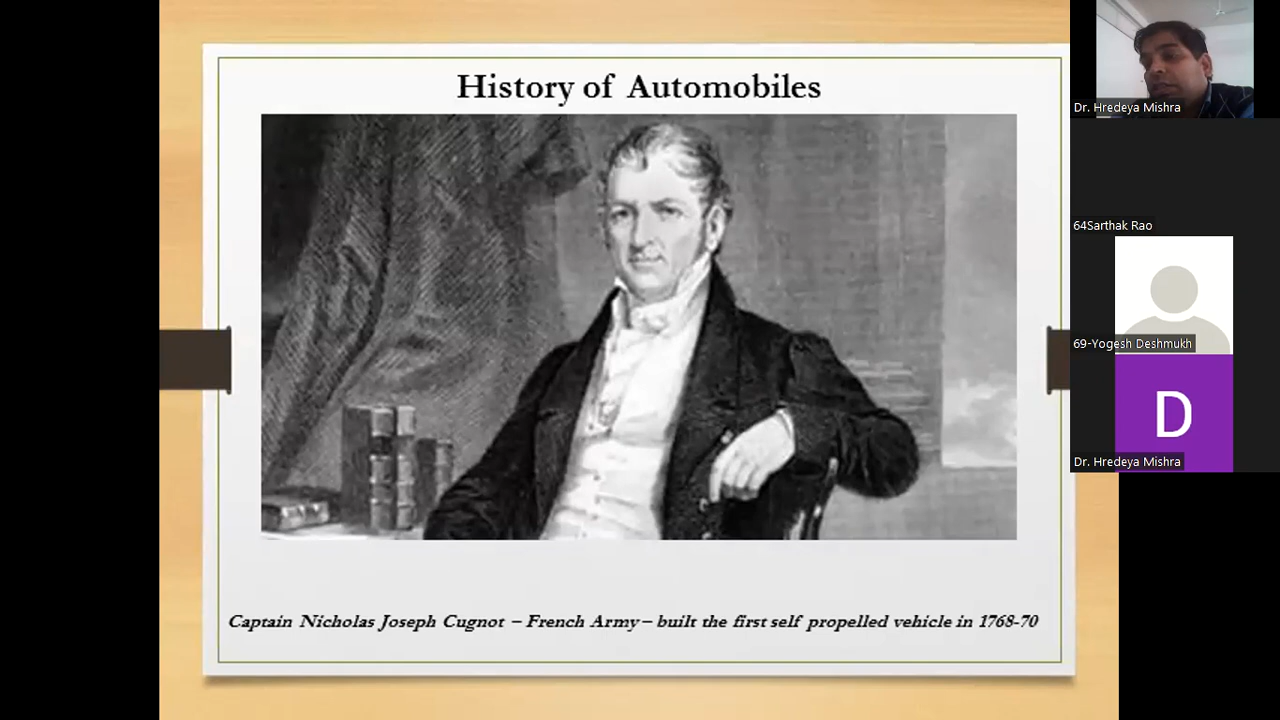 History of Automobiles
Captain Nicholas Joseph Cugnot – French Army – built the first self propelled vehicle in 1768-70
Dr. Hredeya Mishra
64Sarthak Rao
69-Yogesh Deshmukh
D
Dr. Hredeya Mishra